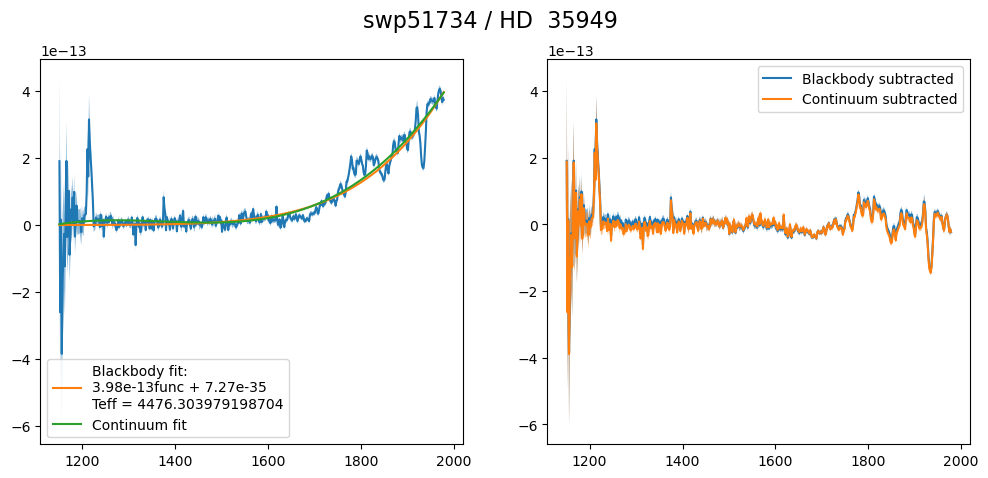 swp51734 / HD  35949
1e−13
4
2
0
−2
−4
−6
Blackbody fit:
3.98e-13func + 7.27e-35
Teff = 4476.303979198704
Continuum fit
1200
1400
1600
1800
2000
1e−13
4
2
0
−2
−4
−6
Blackbody subtracted
Continuum subtracted
1200
1400
1600
1800
2000